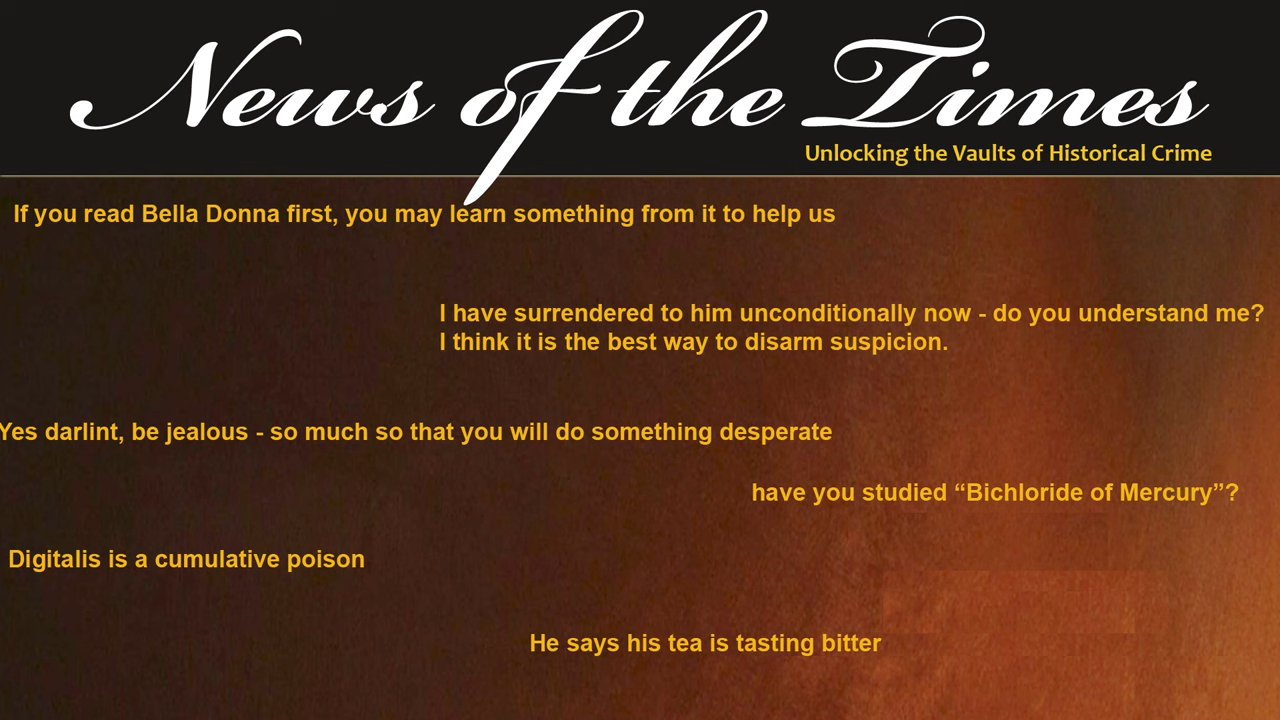 News of the Times
Unlocking the Vaults of Historical Crime
If you read Bella Donna first, you may learn something from it to help us
I have surrendered to him unconditionally now - do you understand me?
I think it is the best way to disarm suspicion.
Yes darlint, be jealous - so much so that you will do something desperate
have you studied “Bichloride of Mercury”?
Digitalis is a cumulative poison
He says his tea is tasting bitter